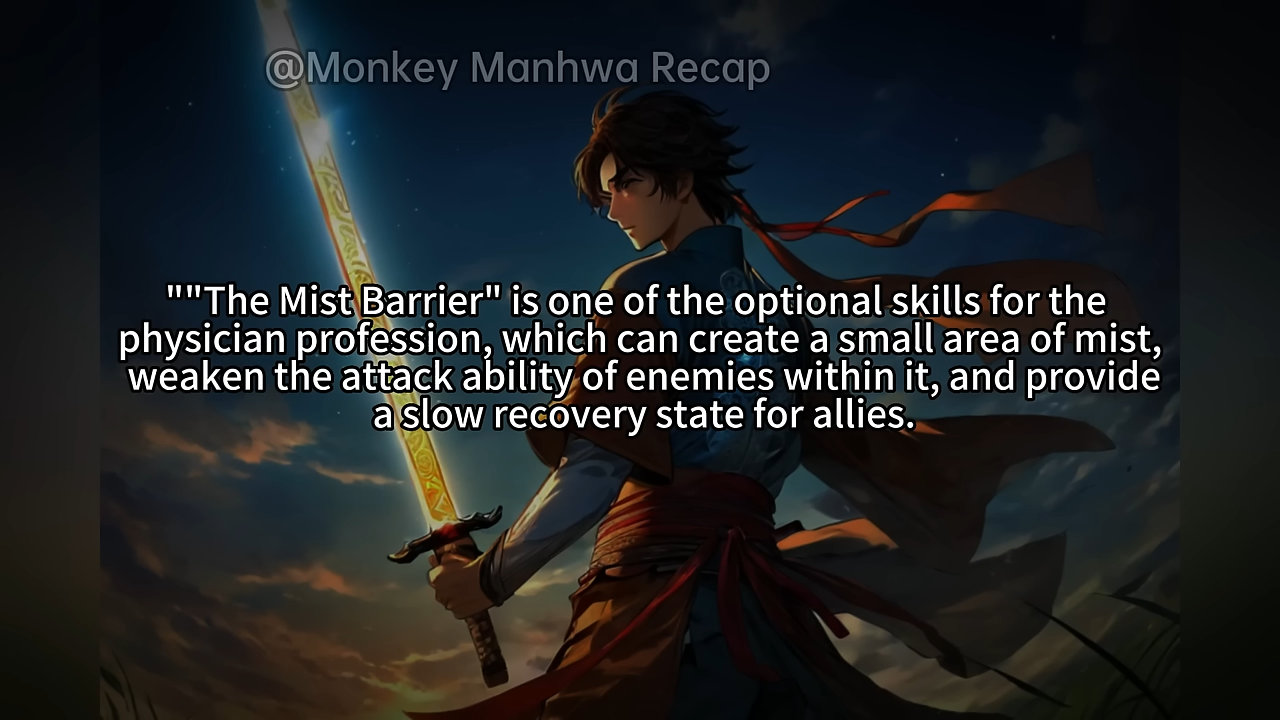 @Monkey Manhwa Recap
""The Mist Barrier" is one of the optional skills for the
physician profession, which can create a small area of mist,
weaken the attack ability of enemies within it, and provide
a slow recovery state for allies.